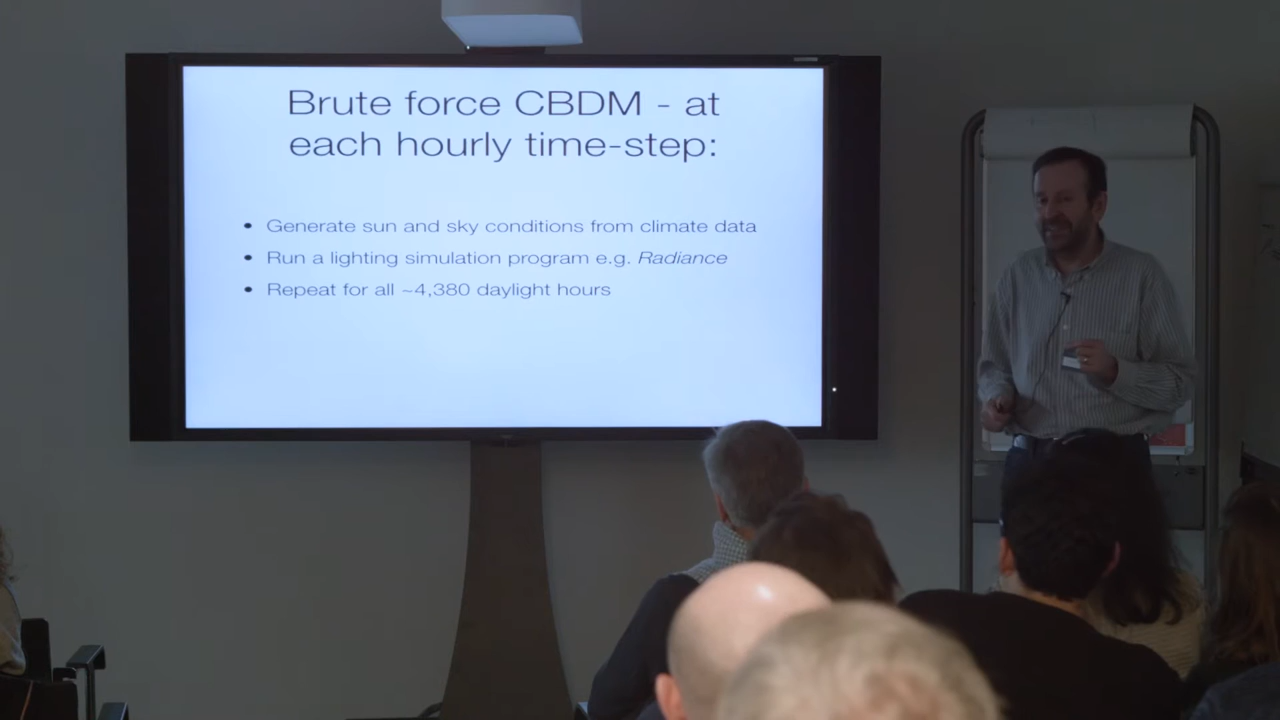 Brute force CBDM - at
each hourly time-step:
• Generate sun and sky conditions from climate data
• Run a lighting simulation program e.g. Radiance
• Repeat for all ~4,380 daylight hours